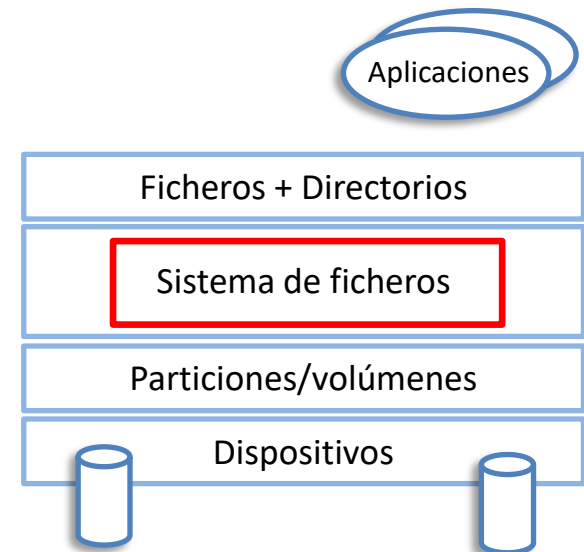 Aplicaciones
Ficheros + Directorios
Sistema de ficheros
Particiones/volúmenes
Dispositivos